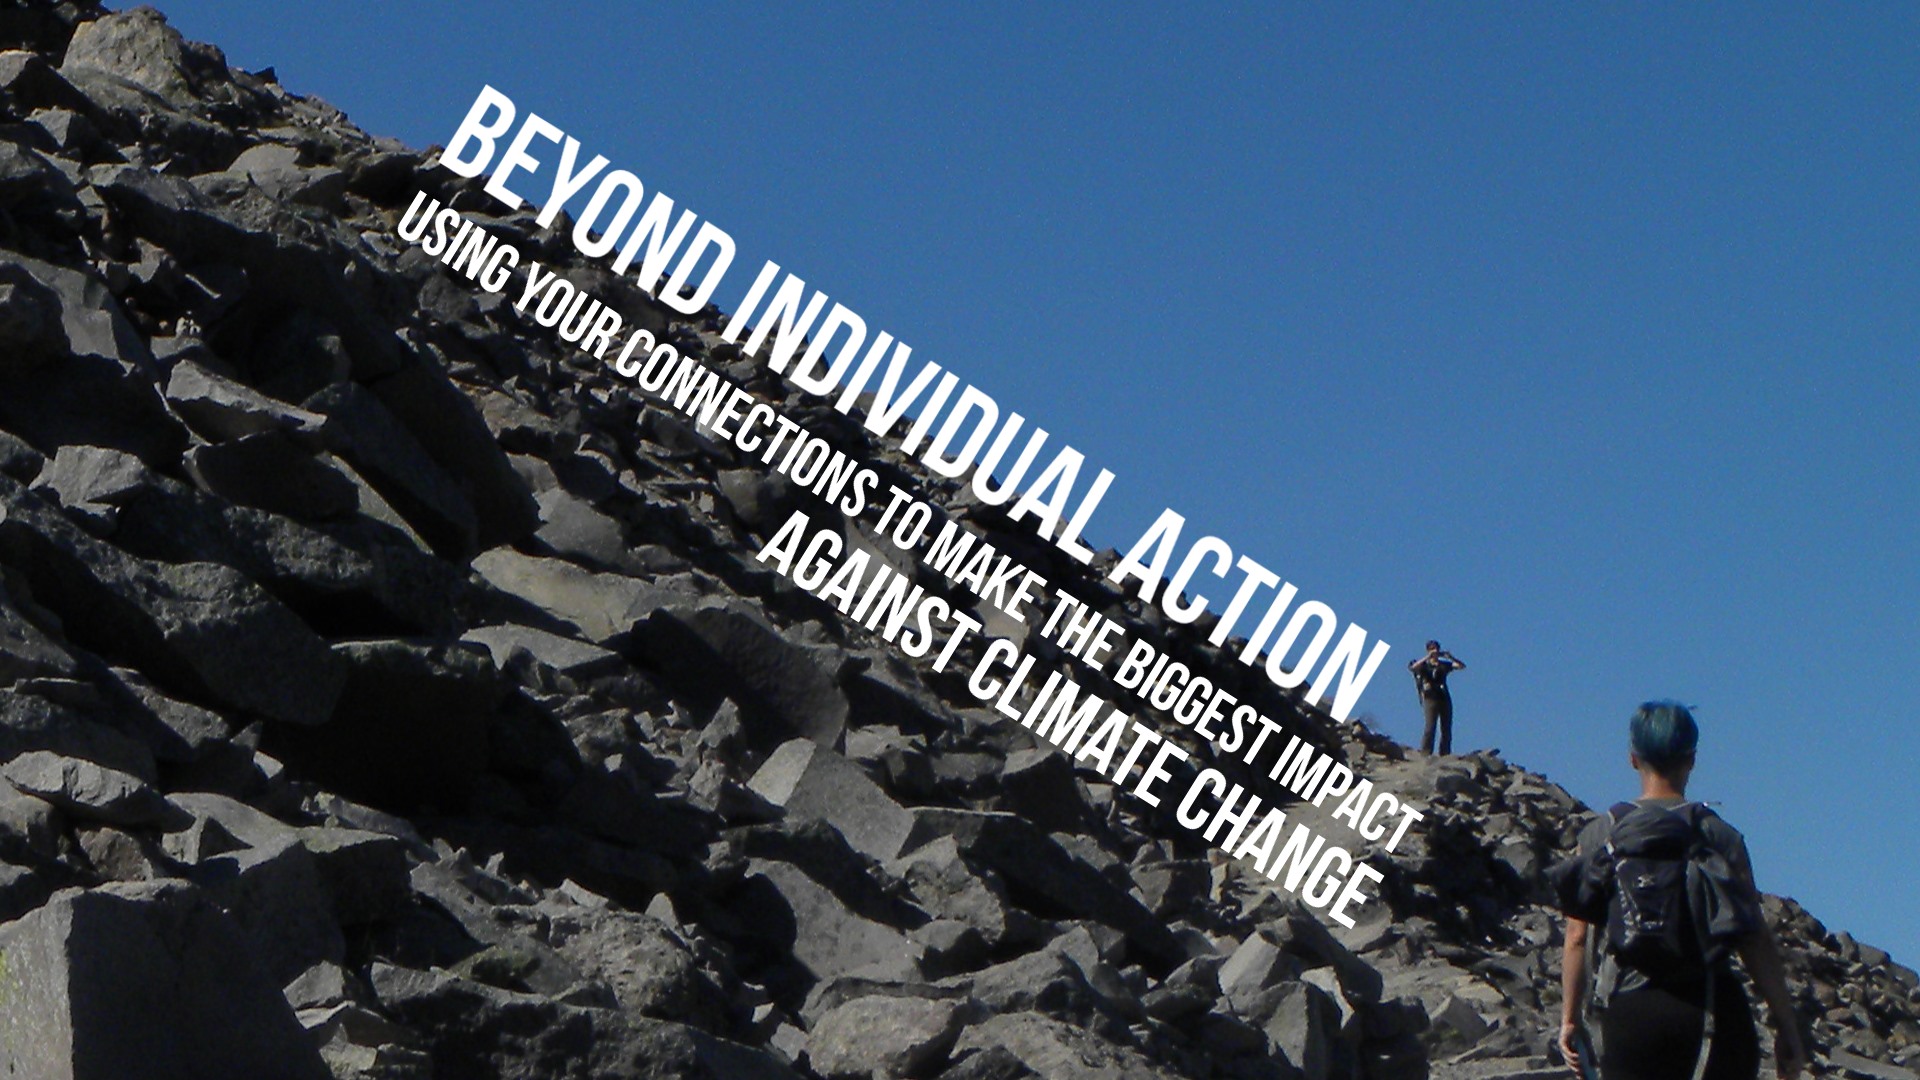 BEYOND INDIVIDUAL ACTION
USING YOUR CONNECTIONS TO MAKE THE BIGGEST IMPACT
AGAINST CLIMATE CHANGE